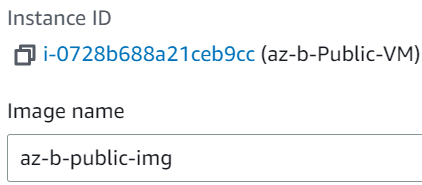 Instance ID
i-0728b688a21ceb9cc (az-b-Public-VM)
Image name
az-b-public-img